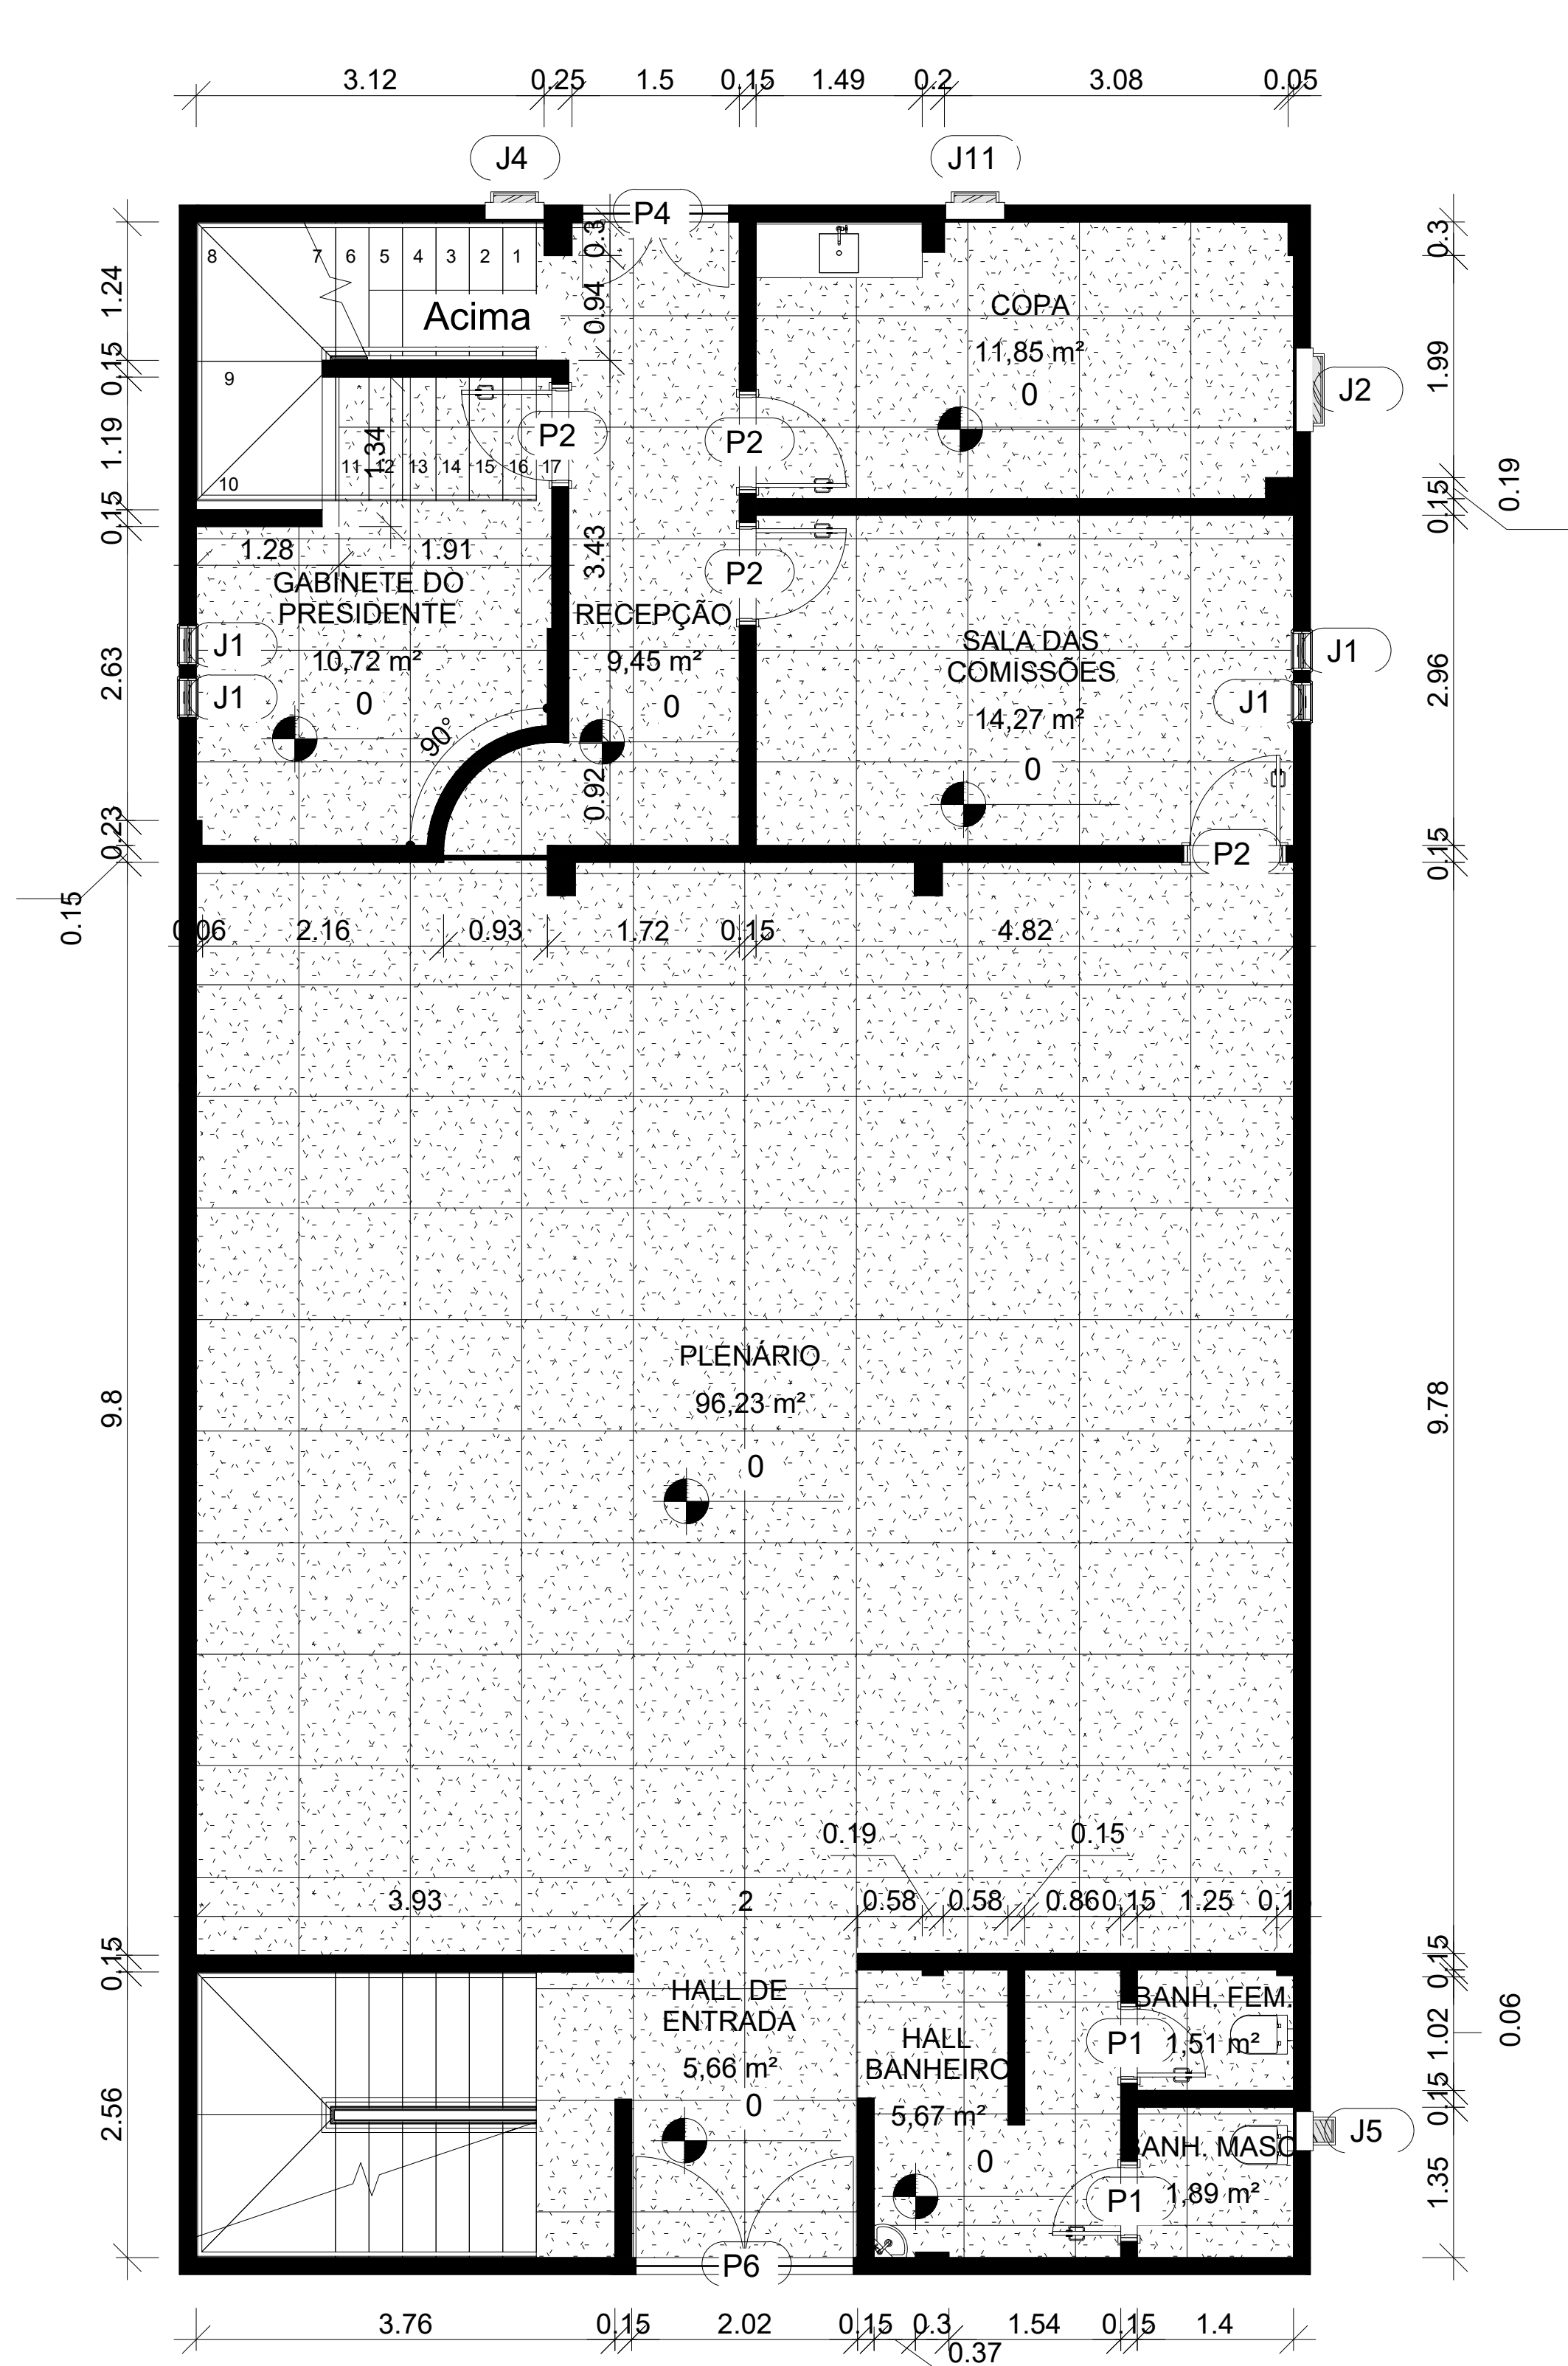 3.12 0.25 1.5 0.15 1.49 0.2 3.08 0.05
J4 J11
P4
0.3 0.3
8 7 6 5 4 3 2 1
1.24 Acima 0.94 COPA
11,85 m²
0
1.99
0.15
9
J2
1.19 1.34 P2 P2
11 12 13 14 15 16 17
10
0.19
0.15 0.15
1.28 1.91 3.43
P2
GABINETE DO
PRESIDENTE
10,72 m²
0
RECEPÇÃO
9,45 m²
0
SALA DAS
COMISSÕES
14,27 m²
0
J1
J1
J1
J1
2.63 2.96
90°
0.92
0.23 0.15
P2
0.15
0.06 2.16 0.93 1.72 0.15 4.82
PLENÁRIO
96,23 m²
0
9.8 9.78
0.19 0.15
3.93 2 0.58 0.58 0.86 0.15 1.25
0.15 0.15
HALL DE
ENTRADA
5,66 m²
0
HALL
BANHEIRO
5,67 m²
0
BANH. FEM.
P1 1,51 m²
1.02 0.06
0.15
2.56
J5
ANH. MASC
P1 1,89 m²
1.35
P6
3.76 0.15 2.02 0.15 0.3 1.54 0.15 1.4
0.37